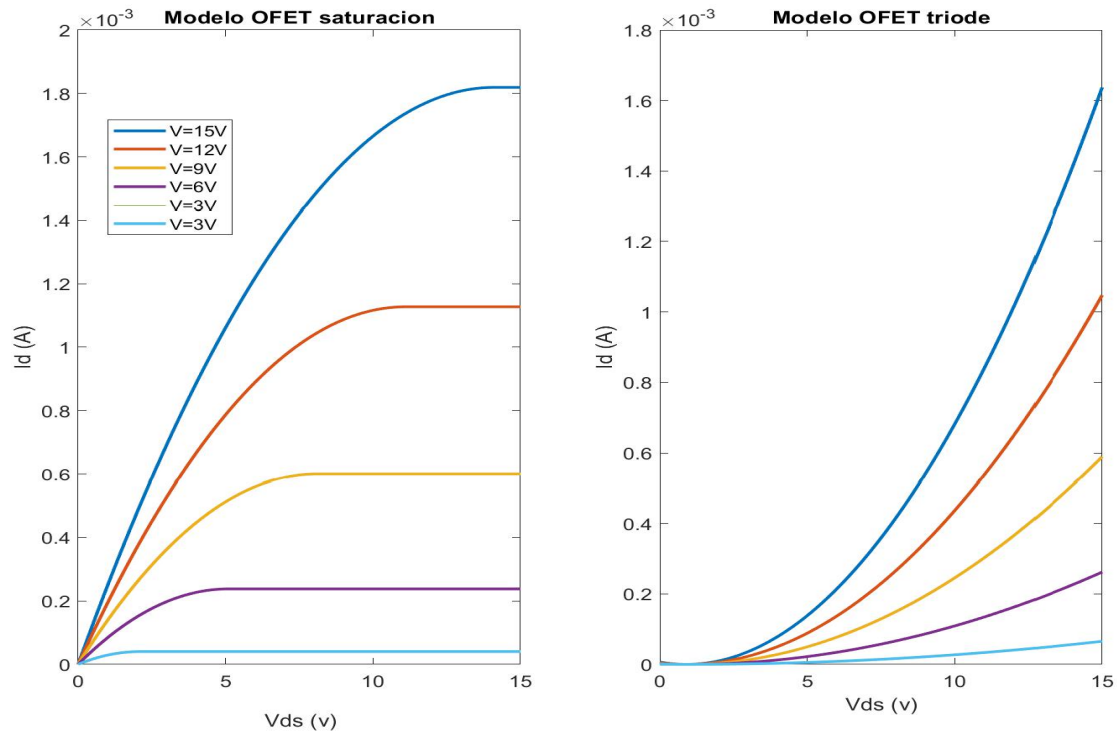 Modelo OFET saturacion
×10⁻³
2
1.8
1.6
1.4
1.2
1
0.8
0.6
0.4
0.2
0
Id (A)
V=15V
V=12V
V=9V
V=6V
V=3V
V=3V
0 5 10 15
Vds (v)
Modelo OFET triode
×10⁻³
1.8
1.6
1.4
1.2
1
0.8
0.6
0.4
0.2
0
Id (A)
0 5 10 15
Vds (v)